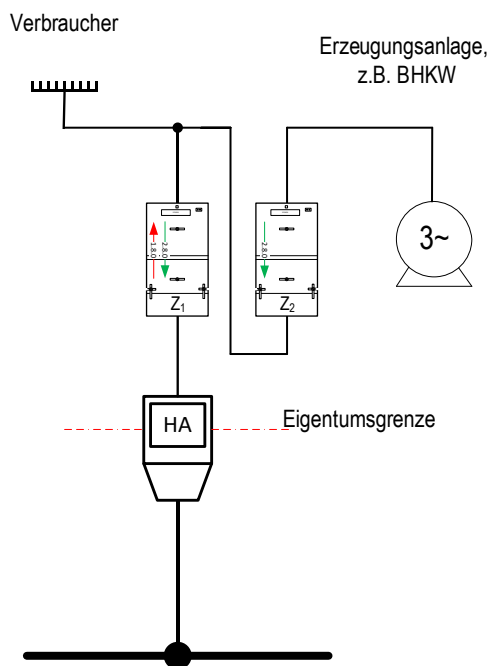 Verbraucher
Erzeugungsanlage,
z.B. BHKW
1.8.0
2.8.0
2.8.0
3~
Z1
Z2
HA
Eigentumsgrenze